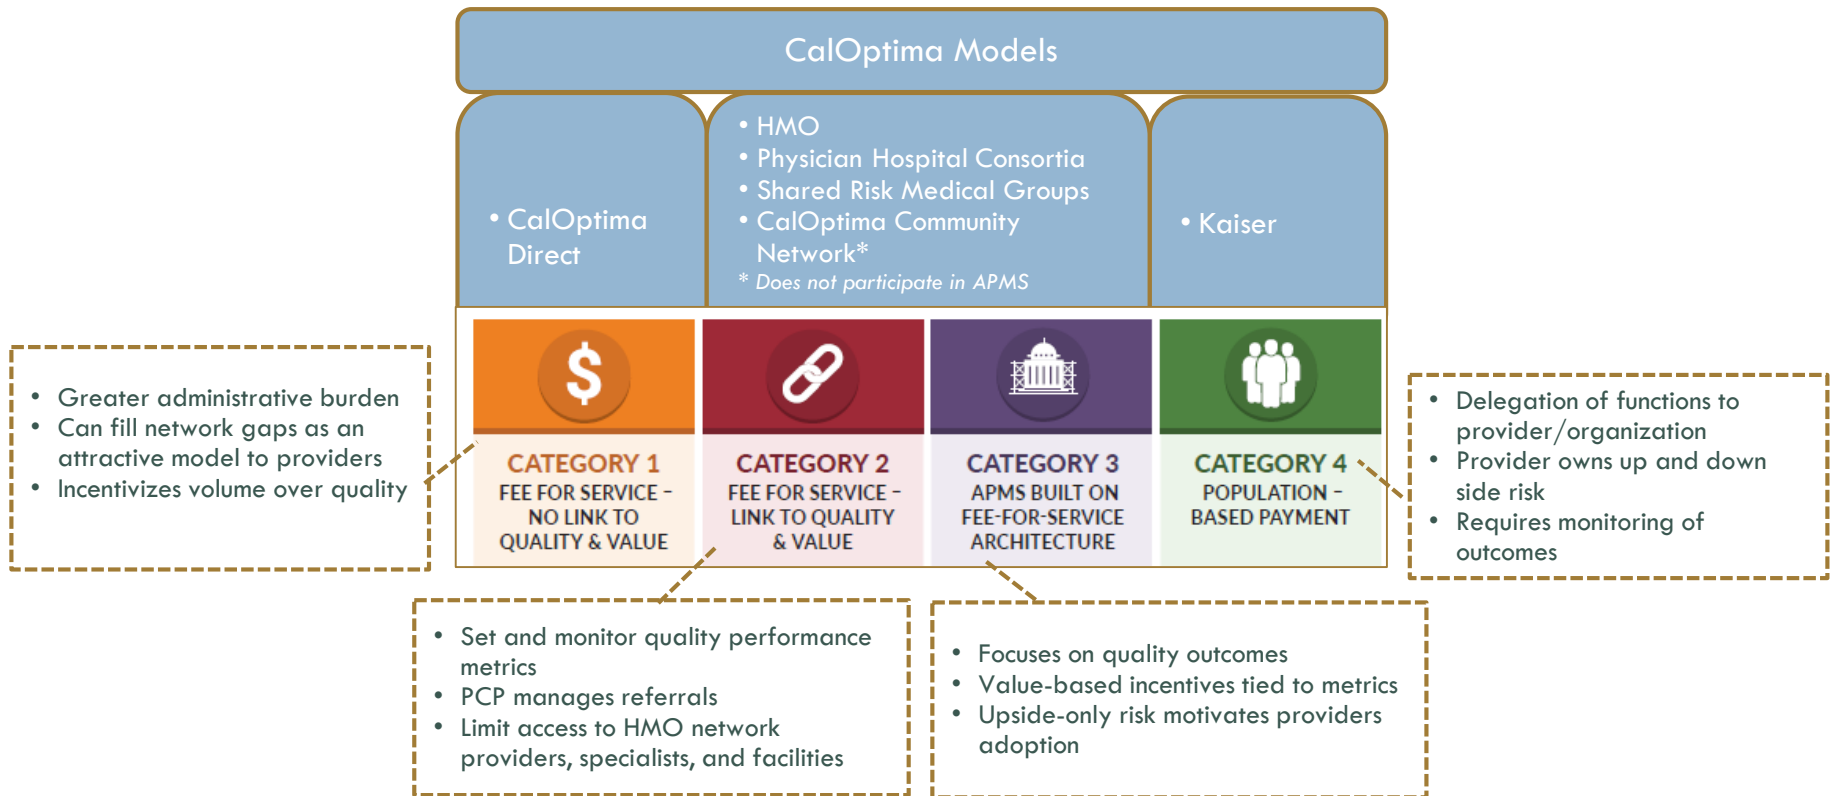 CalOptima Models
• CalOptima
Direct
• HMO
• Physician Hospital Consortia
• Shared Risk Medical Groups
• CalOptima Community
Network*
* Does not participate in APMS
• Kaiser
$
CATEGORY 1
FEE FOR SERVICE –
NO LINK TO
QUALITY & VALUE
CATEGORY 2
FEE FOR SERVICE –
LINK TO QUALITY
& VALUE
CATEGORY 3
APMS BUILT ON
FEE-FOR-SERVICE
ARCHITECTURE
CATEGORY 4
POPULATION –
BASED PAYMENT
• Greater administrative burden
• Can fill network gaps as an
attractive model to providers
• Incentivizes volume over quality
• Set and monitor quality performance
metrics
• PCP manages referrals
• Limit access to HMO network
providers, specialists, and facilities
• Focuses on quality outcomes
• Value-based incentives tied to metrics
• Upside-only risk motivates providers
adoption
• Delegation of functions to
provider/organization
• Provider owns up and down
side risk
• Requires monitoring of
outcomes